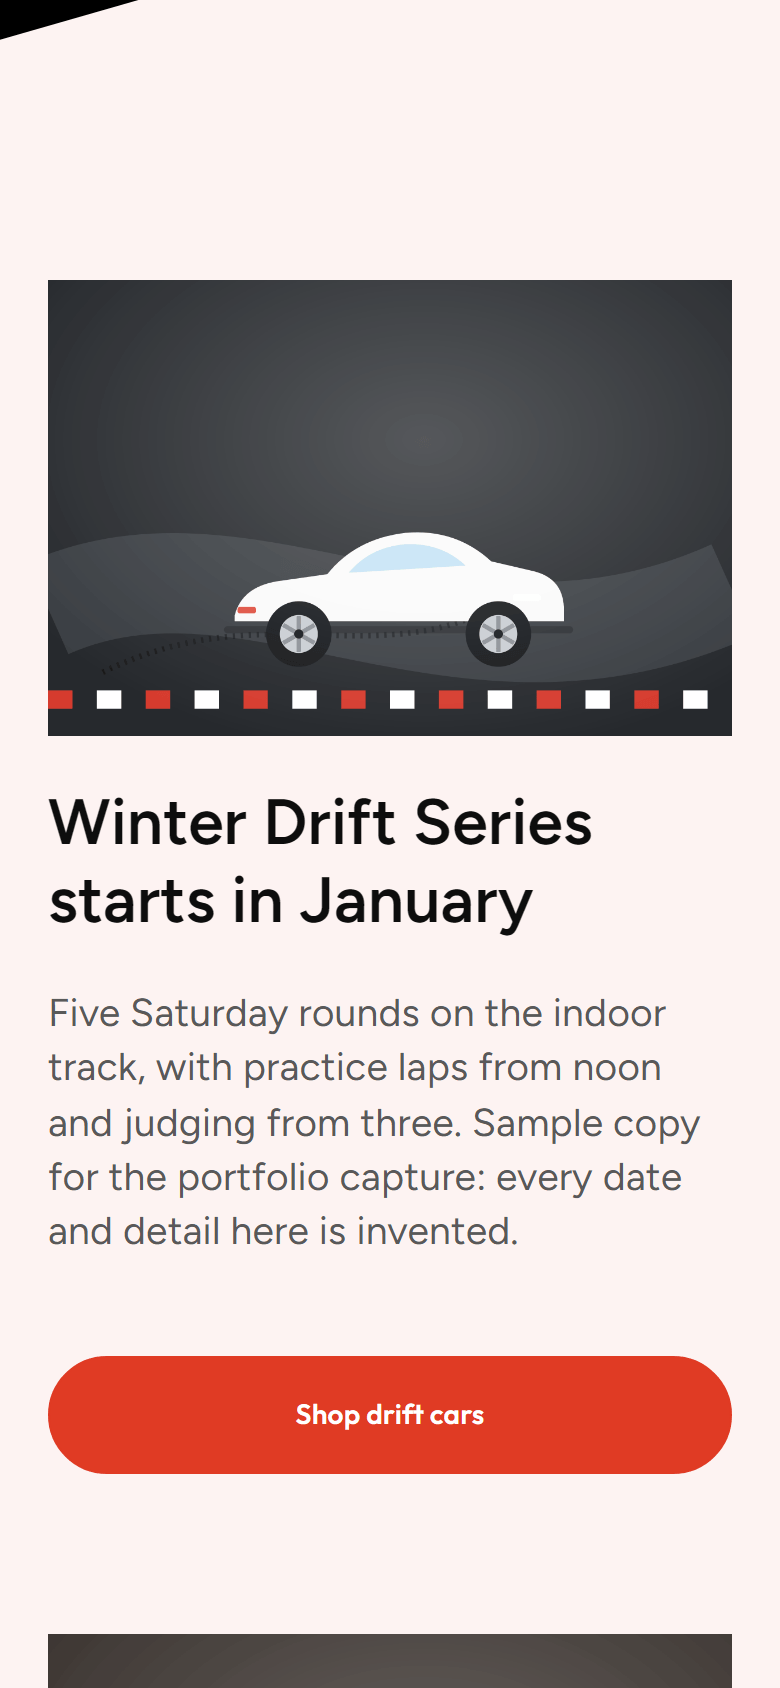 Winter Drift Series
starts in January
Five Saturday rounds on the indoor
track, with practice laps from noon
and judging from three. Sample copy
for the portfolio capture: every date
and detail here is invented.
Shop drift cars